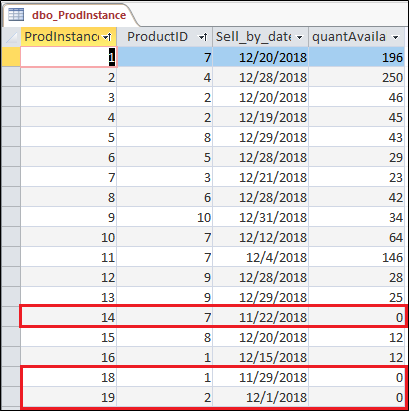 dbo_ProdInstance
ProdInstance ProductID Sell_by_date quantAvaila
1 7 12/20/2018 196
2 4 12/28/2018 250
3 2 12/20/2018 46
4 2 12/19/2018 45
5 8 12/29/2018 43
6 5 12/28/2018 29
7 3 12/21/2018 23
8 6 12/28/2018 42
9 10 12/31/2018 34
10 7 12/12/2018 64
11 7 12/4/2018 146
12 9 12/28/2018 28
13 9 12/29/2018 25
14 7 11/22/2018 0
15 8 12/20/2018 12
16 1 12/15/2018 12
18 1 11/29/2018 0
19 2 12/1/2018 0